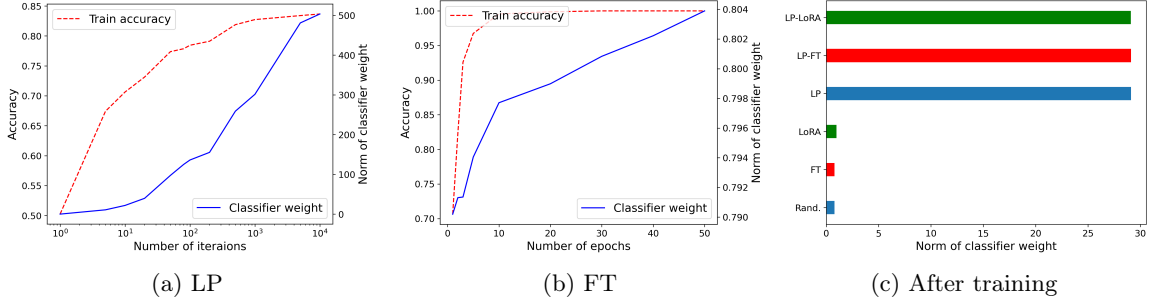 0.85
0.80
0.75
0.70
0.65
0.60
0.55
0.50
Accuracy
Train accuracy
Classifier weight
500
400
300
200
100
0
Norm of classifier weight
10^0 10^1 10^2 10^3 10^4
Number of iteraions
(a) LP
1.00
0.95
0.90
0.85
0.80
0.75
0.70
Accuracy
Train accuracy
Classifier weight
0.804
0.802
0.800
0.798
0.796
0.794
0.792
0.790
Norm of classifier weight
0 10 20 30 40 50
Number of epochs
(b) FT
LP-LoRA
LP-FT
LP
LoRA
FT
Rand.
0 5 10 15 20 25 30
Norm of classifier weight
(c) After training